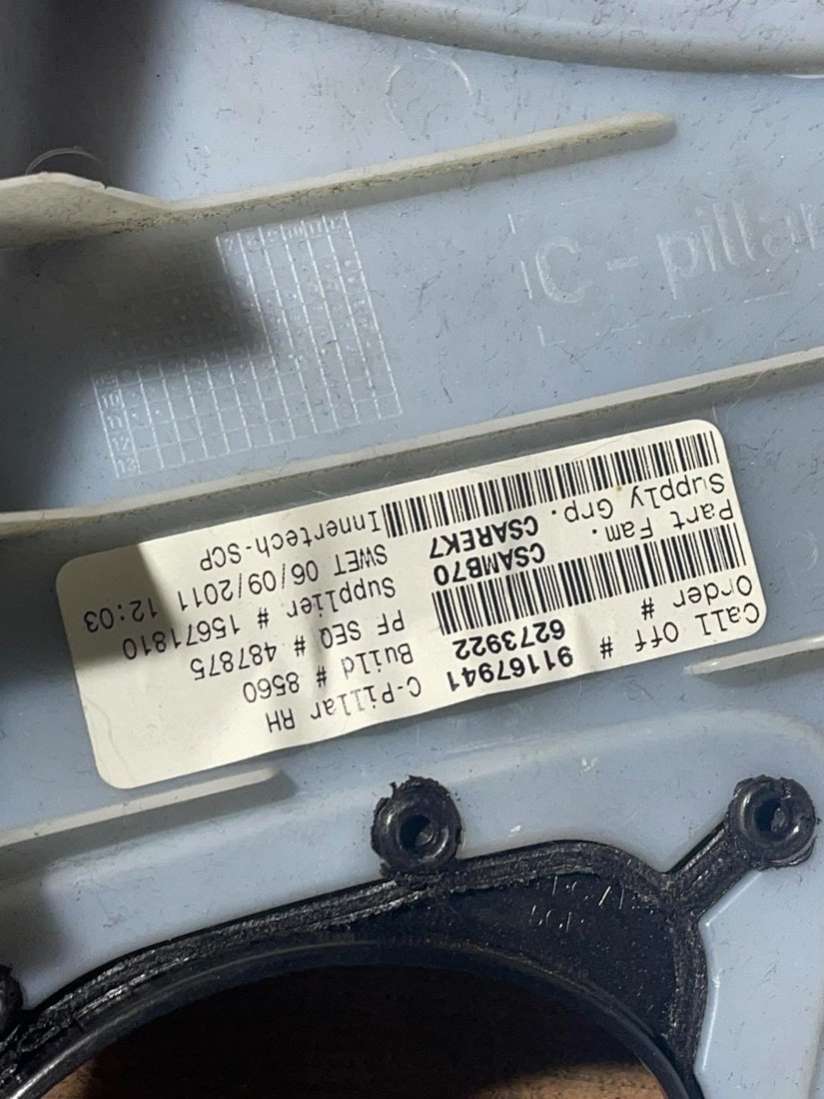 C-pillar
Call Off # 91167941 C-Pillar RH
Order # 6273922 Build # 8560
PF SEQ # 487875
Part Fam. CSAMB70 Supplier # 15671810
Supply Grp. CSAREK7 SWET 06/09/2011 12:03
Innertech-SCP